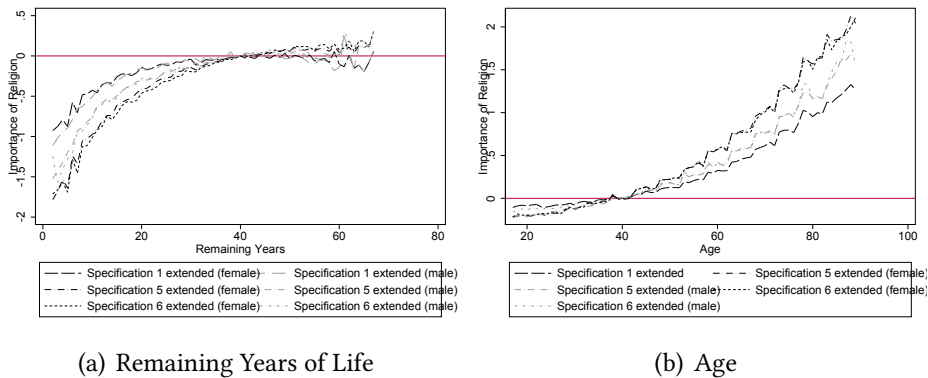 Importance of Religion
.5
0
-.5
-1
-1.5
-2
0 20 40 60 80
Remaining Years
Specification 1 extended (female) Specification 1 extended (male)
Specification 5 extended (female) Specification 5 extended (male)
Specification 6 extended (female) Specification 6 extended (male)
(a) Remaining Years of Life
Importance of Religion
2
1.5
1
.5
0
20 40 60 80 100
Age
Specification 1 extended Specification 5 extended (female)
Specification 5 extended (male) Specification 6 extended (female)
Specification 6 extended (male)
(b) Age